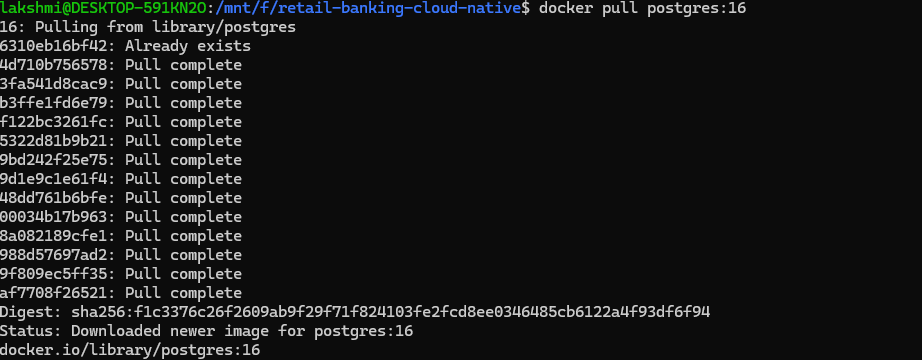 lakshmi@DESKTOP-591KN2O:/mnt/f/retail-banking-cloud-native$ docker pull postgres:16
16: Pulling from library/postgres
6310eb16bf42: Already exists
4d710b756578: Pull complete
3fa541d8cac9: Pull complete
b3ffe1fd6e79: Pull complete
f122bc3261fc: Pull complete
5322d81b9b21: Pull complete
9bd242f25e75: Pull complete
9d1e9c1e61f4: Pull complete
48dd761b6bfe: Pull complete
00034b17b963: Pull complete
8a082189cfe1: Pull complete
988d57697ad2: Pull complete
9f809ec5ff35: Pull complete
af7708f26521: Pull complete
Digest: sha256:f1c3376c26f2609ab9f29f71f824103fe2fcd8ee0346485cb6122a4f93df6f94
Status: Downloaded newer image for postgres:16
docker.io/library/postgres:16